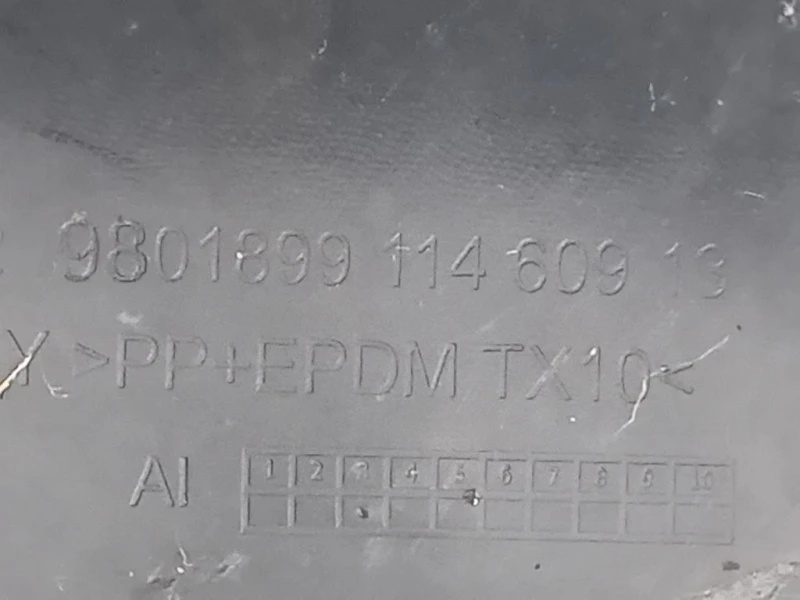 9801899 114 609 13
Y >PP+EPDM TX10<
AI
1 2 3 4 5 6 7 8 9 10